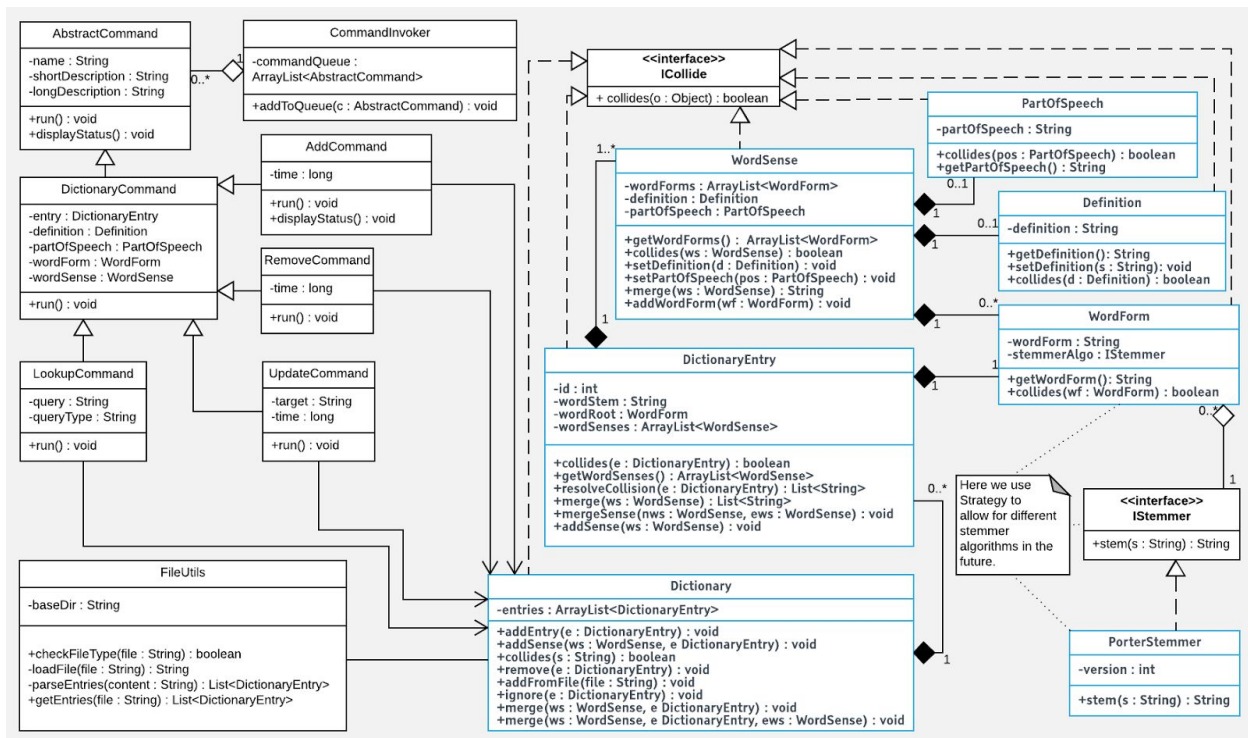 AbstractCommand
-name : String
-shortDescription : String
-longDescription : String
+run() : void
+displayStatus() : void
1
0..*
CommandInvoker
-commandQueue :
ArrayList<AbstractCommand>
+addToQueue(c : AbstractCommand) : void
<<interface>>
ICollide
+ collides(o : Object) : boolean
PartOfSpeech
-partOfSpeech : String
+collides(pos : PartOfSpeech) : boolean
+getPartOfSpeech() : String
AddCommand
-time : long
+run() : void
+displayStatus() : void
DictionaryCommand
-entry : DictionaryEntry
-definition : Definition
-partOfSpeech : PartOfSpeech
-wordForm : WordForm
-wordSense : WordSense
+run() : void
RemoveCommand
-time : long
+run() : void
1..*
WordSense
-wordForms : ArrayList<WordForm>
-definition : Definition
-partOfSpeech : PartOfSpeech
+getWordForms() : ArrayList<WordForm>
+collides(ws : WordSense) : boolean
+setDefinition(d : Definition) : void
+setPartOfSpeech(pos : PartOfSpeech) : void
+merge(ws : WordSense) : String
+addWordForm(wf : WordForm) : void
0..1
1
0..1
1
0..*
1
Definition
-definition : String
+getDefinition(): String
+setDefinition(s : String): void
+collides(d : Definition) : boolean
WordForm
-wordForm : String
-stemmerAlgo : IStemmer
+getWordForm(): String
+collides(wf : WordForm) : boolean
1
LookupCommand
-query : String
-queryType : String
+run() : void
UpdateCommand
-target : String
-time : long
+run() : void
DictionaryEntry
-id : int
-wordStem : String
-wordRoot : WordForm
-wordSenses : ArrayList<WordSense>
+collides(e : DictionaryEntry) : boolean
+getWordSenses() : ArrayList<WordSense>
+resolveCollision(e : DictionaryEntry) : List<String>
+merge(ws : WordSense) : List<String>
+mergeSense(nws : WordSense, ews : WordSense) : void
+addSense(ws : WordSense) : void
1
1
0..*
0..*
1
Here we use
Strategy to
allow for different
stemmer
algorithms in the
future.
<<interface>>
IStemmer
+stem(s : String) : String
FileUtils
-baseDir : String
+checkFileType(file : String) : boolean
-loadFile(file : String) : String
-parseEntries(content : String) : List<DictionaryEntry>
+getEntries(file : String) : List<DictionaryEntry>
Dictionary
-entries : ArrayList<DictionaryEntry>
+addEntry(e : DictionaryEntry) : void
+addSense(ws : WordSense, e DictionaryEntry) : void
+collides(s : String) : boolean
+remove(e : DictionaryEntry) : void
+addFromFile(file : String) : void
+ignore(e : DictionaryEntry) : void
+merge(ws : WordSense, e DictionaryEntry) : void
+merge(ws : WordSense, e DictionaryEntry, ews : WordSense) : void
1
PorterStemmer
-version : int
+stem(s : String) : String